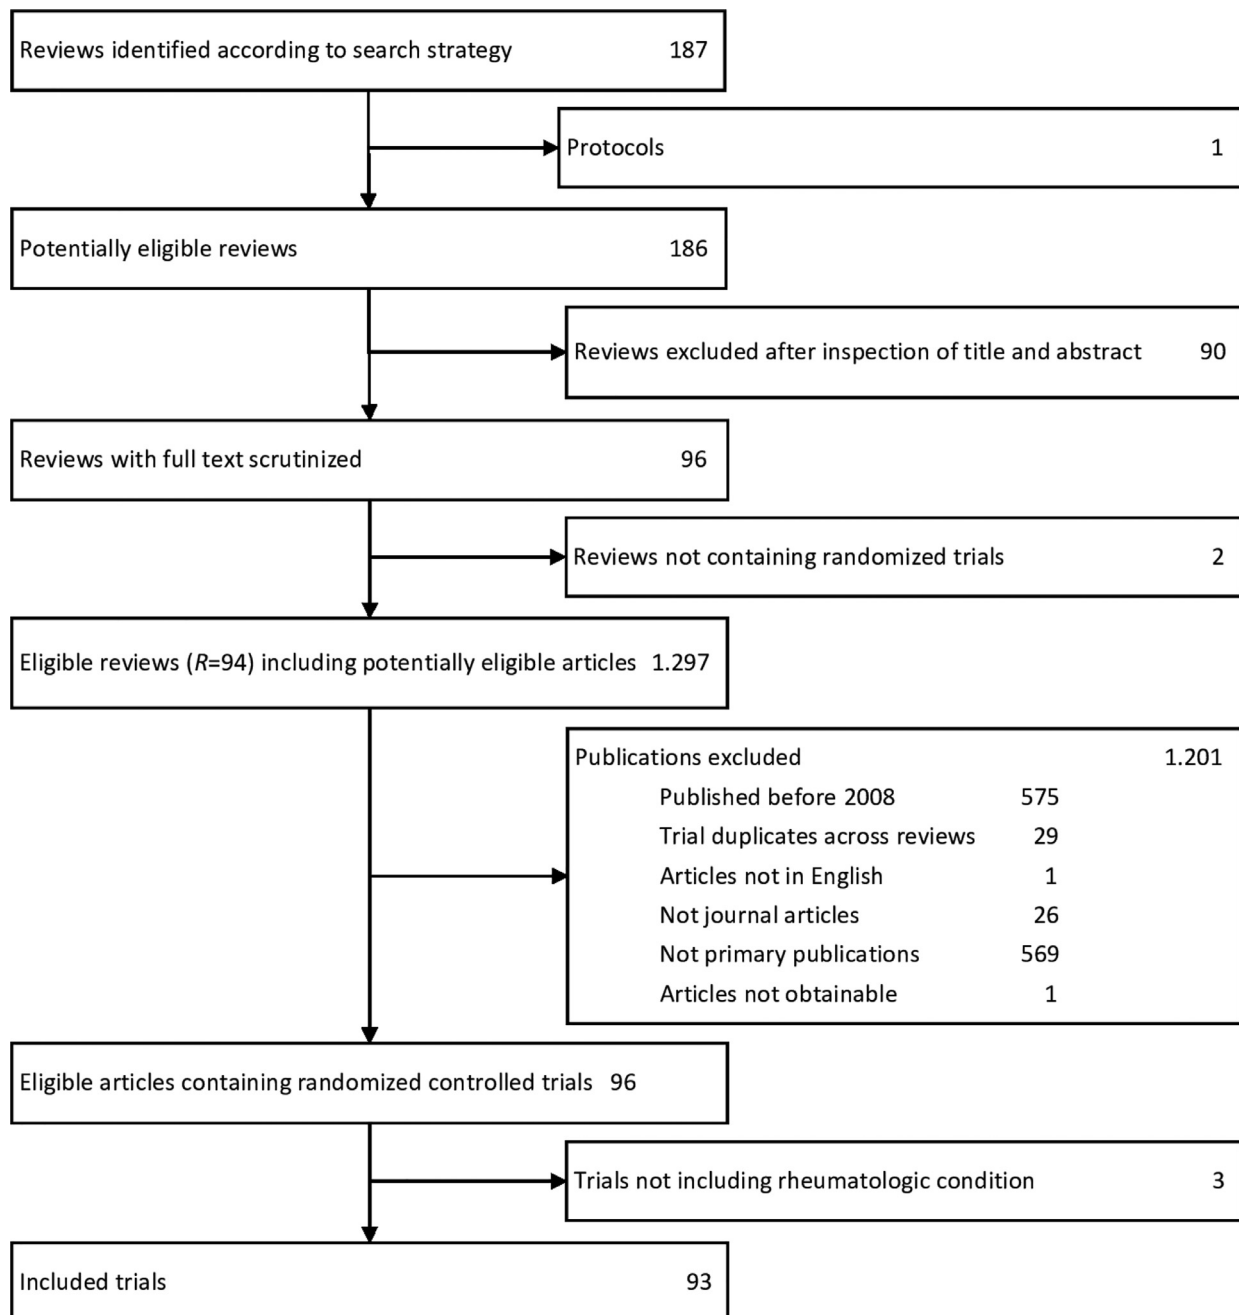 Reviews identified according to search strategy 187
Protocols 1
Potentially eligible reviews 186
Reviews excluded after inspection of title and abstract 90
Reviews with full text scrutinized 96
Reviews not containing randomized trials 2
Eligible reviews (R=94) including potentially eligible articles 1.297
Publications excluded 1.201
Published before 2008 575
Trial duplicates across reviews 29
Articles not in English 1
Not journal articles 26
Not primary publications 569
Articles not obtainable 1
Eligible articles containing randomized controlled trials 96
Trials not including rheumatologic condition 3
Included trials 93